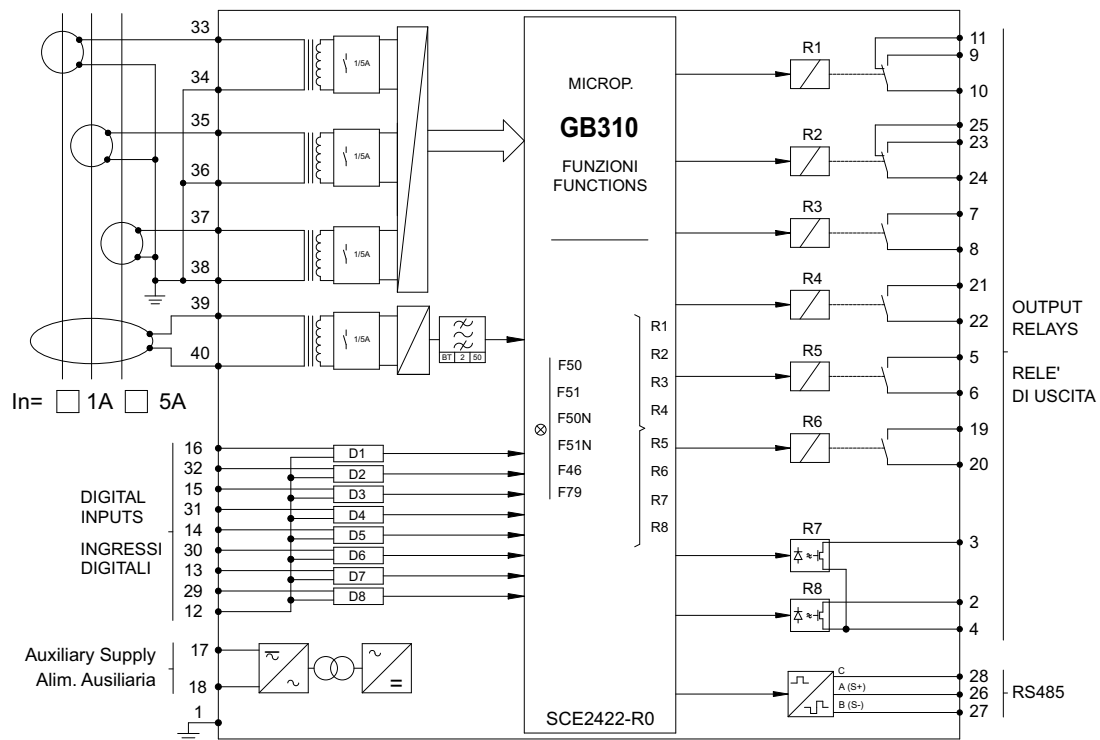 33
34
35
36
37
38
39
40
1/5A
1/5A
1/5A
1/5A
BT 2 50
In= 1A 5A
MICROP.
GB310
FUNZIONI
FUNCTIONS
F50
F51
F50N
F51N
F46
F79
R1
R2
R3
R4
R5
R6
R7
R8
SCE2422-R0
DIGITAL
INPUTS
INGRESSI
DIGITALI
16
32
15
31
14
30
13
29
12
D1
D2
D3
D4
D5
D6
D7
D8
Auxiliary Supply
Alim. Ausiliaria
17
18
1
=
R1
11
9
10
R2
25
23
24
R3
7
8
R4
21
22
R5
5
6
R6
19
20
R7
3
R8
2
4
OUTPUT
RELAYS
RELE'
DI USCITA
C
A (S+)
B (S-)
28
26
27
RS485